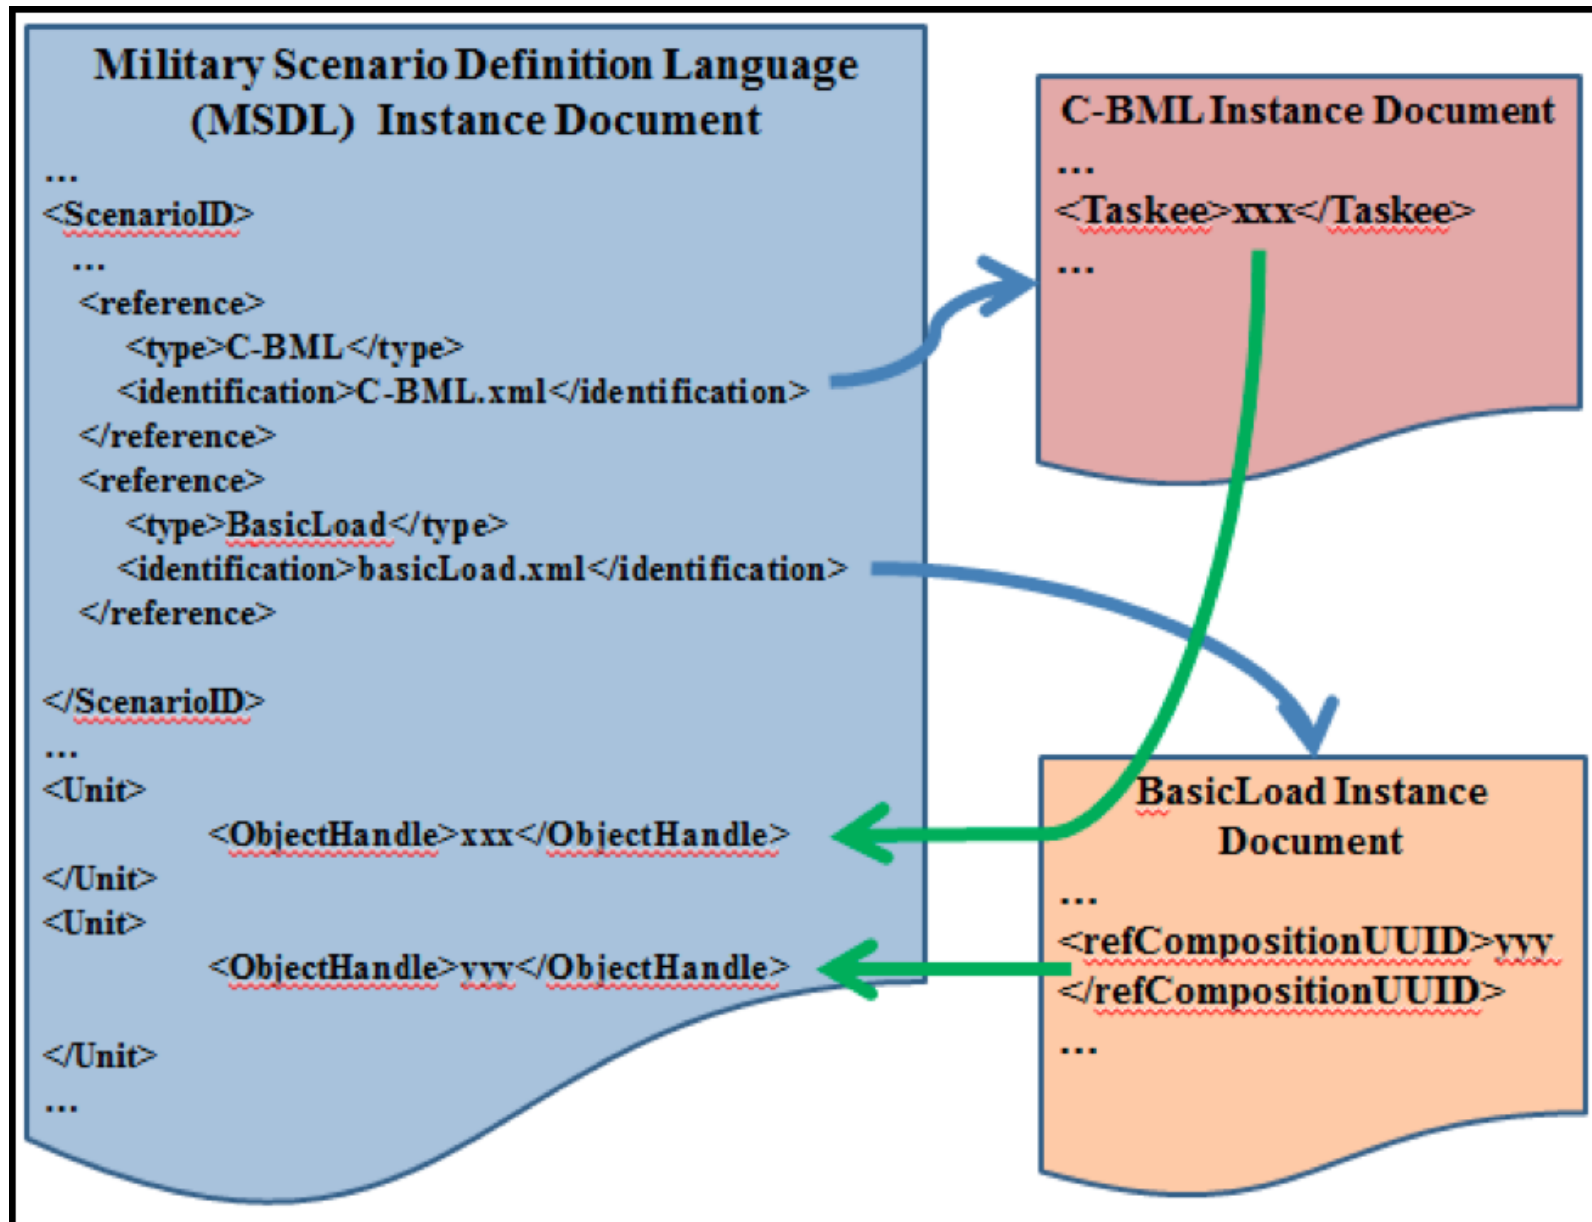 Military Scenario Definition Language
(MSDL) Instance Document
...
<ScenarioID>
...
<reference>
<type>C-BML</type>
<identification>C-BML.xml</identification>
</reference>
<reference>
<type>BasicLoad</type>
<identification>basicLoad.xml</identification>
</reference>
</ScenarioID>
...
<Unit>
<ObjectHandle>xxx</ObjectHandle>
</Unit>
<Unit>
<ObjectHandle>yyy</ObjectHandle>
</Unit>
...
C-BML Instance Document
...
<Taskee>xxx</Taskee>
...
BasicLoad Instance
Document
...
<refCompositionUUID>yyy
</refCompositionUUID>
...